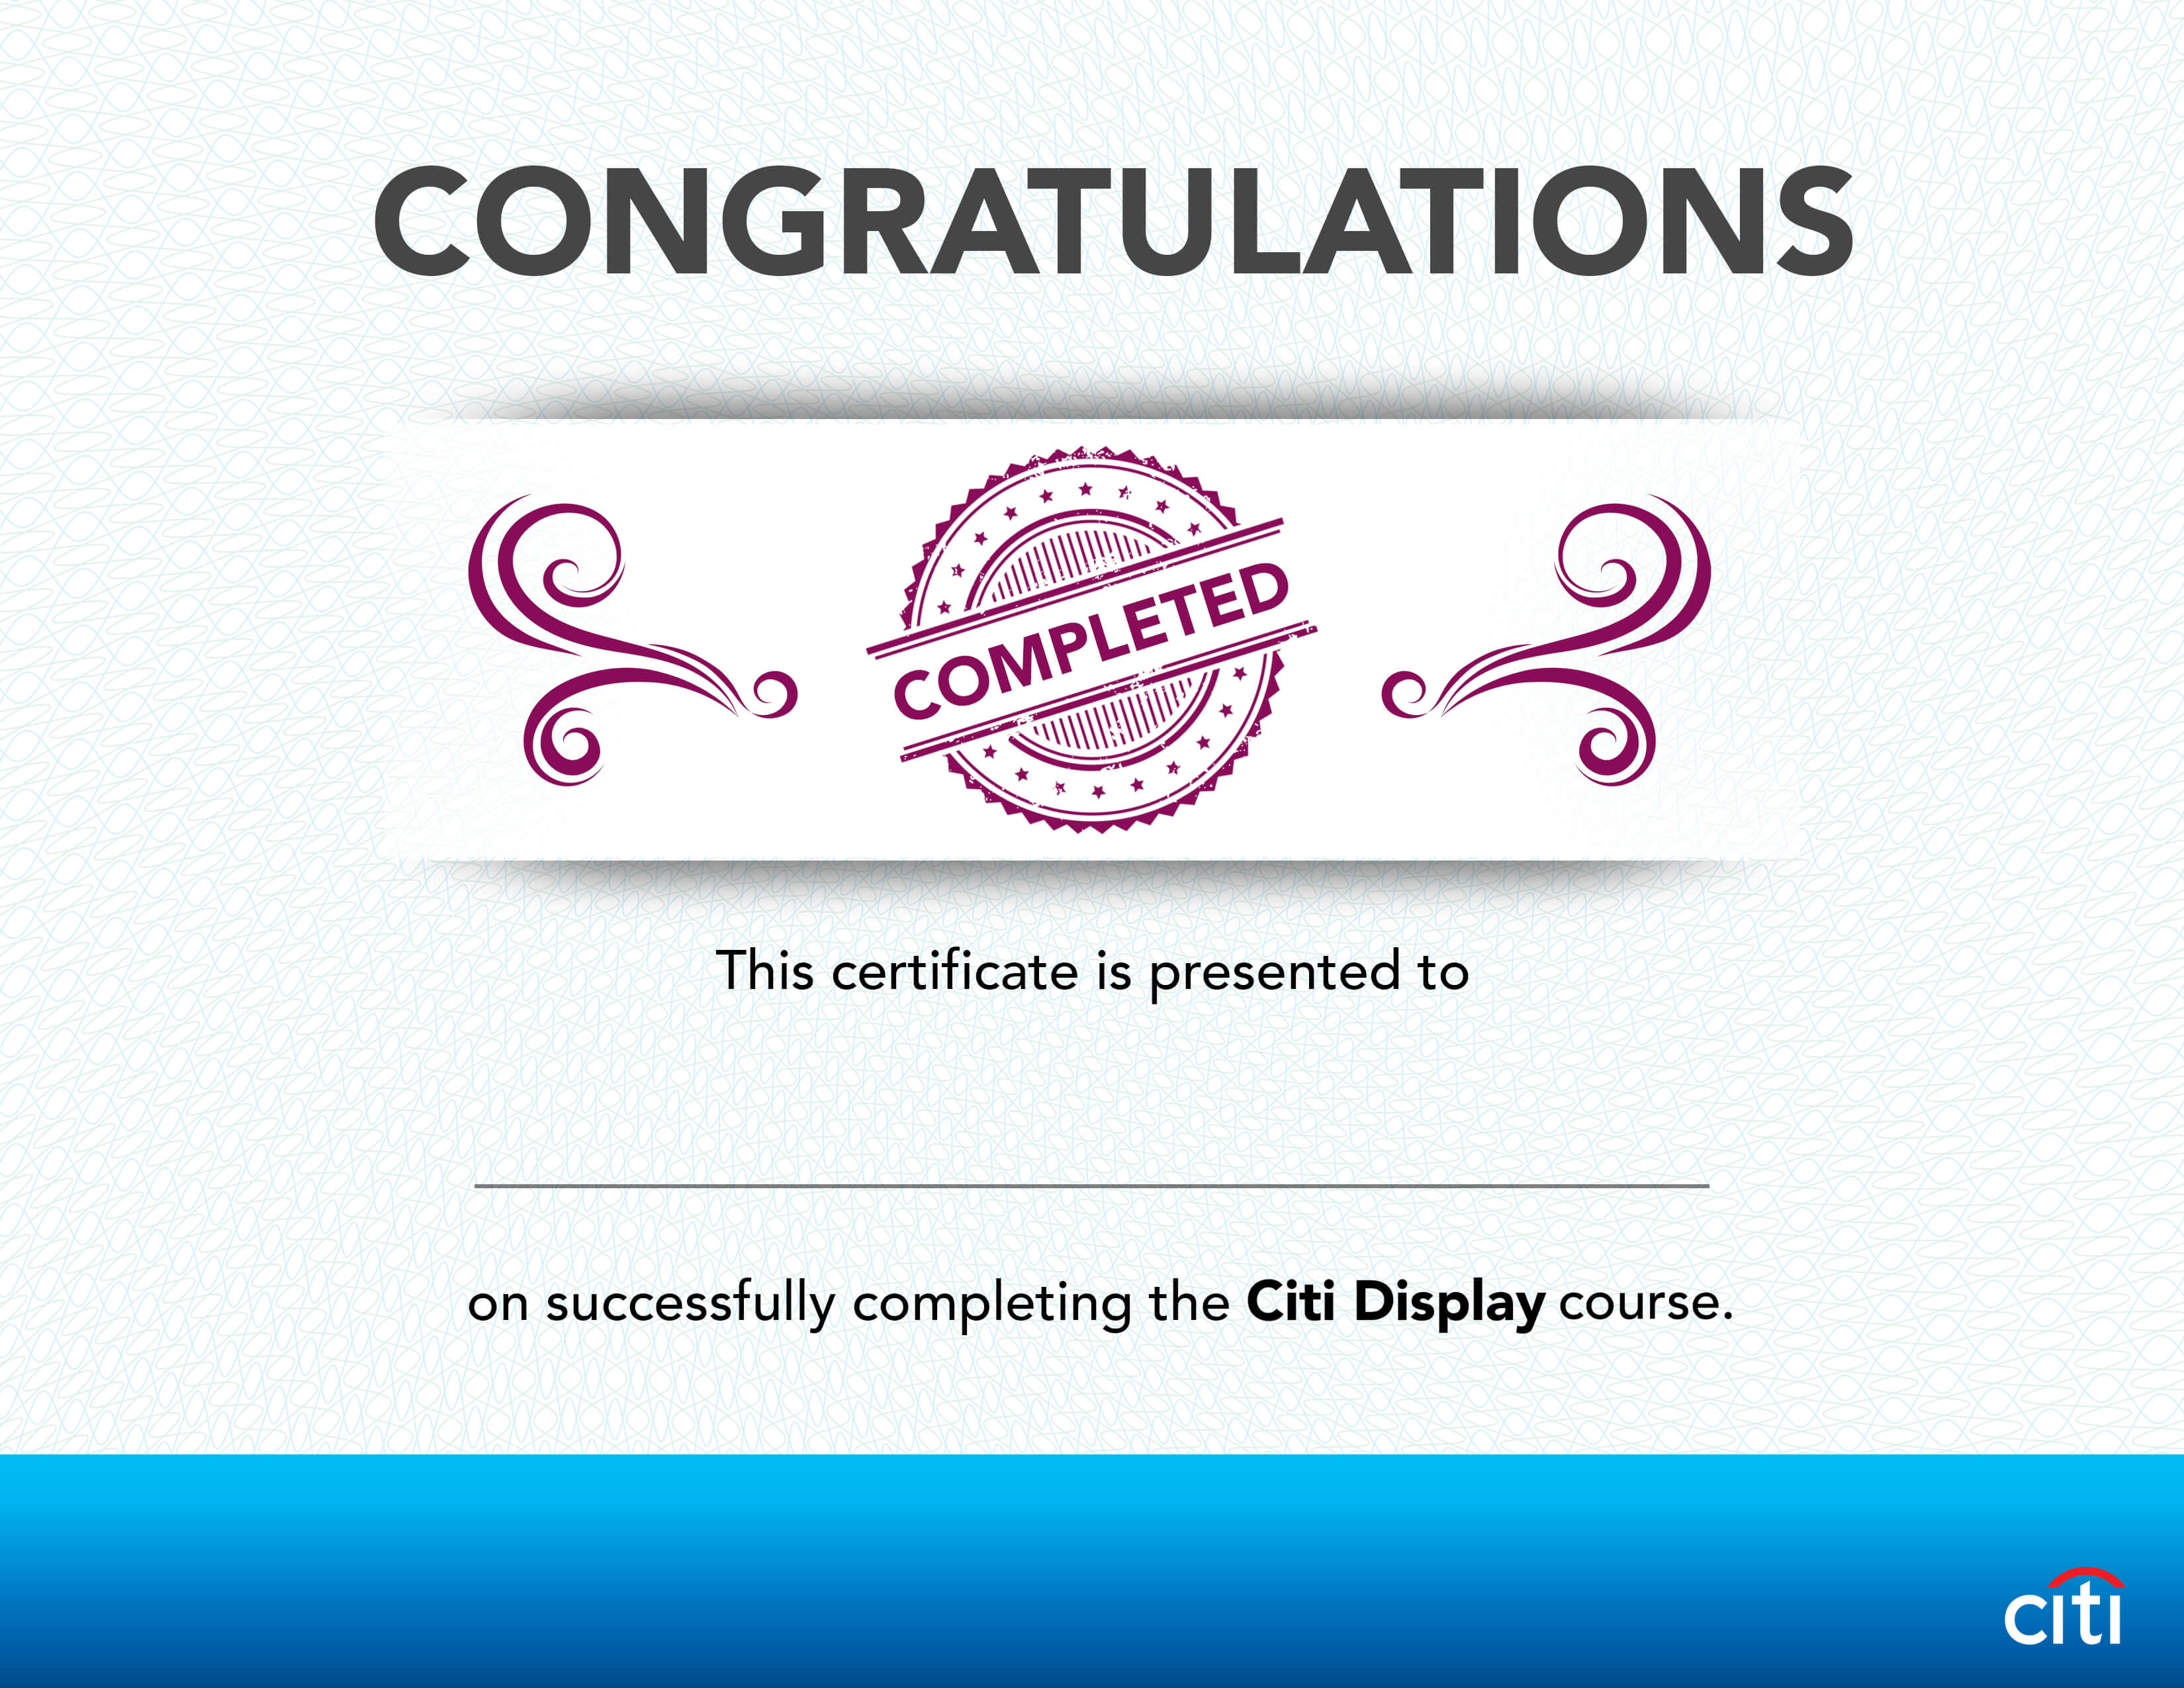 CONGRATULATIONS
COMPLETED
This certificate is presented to
on successfully completing the Citi Display course.
citi